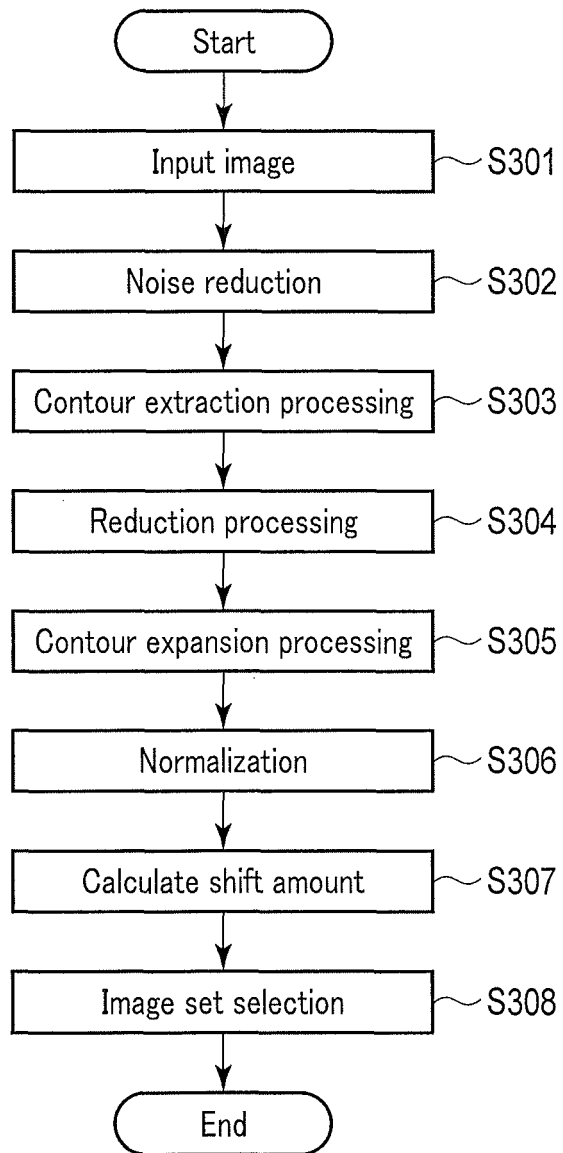 Start
Input image S301
Noise reduction S302
Contour extraction processing S303
Reduction processing S304
Contour expansion processing S305
Normalization S306
Calculate shift amount S307
Image set selection S308
End